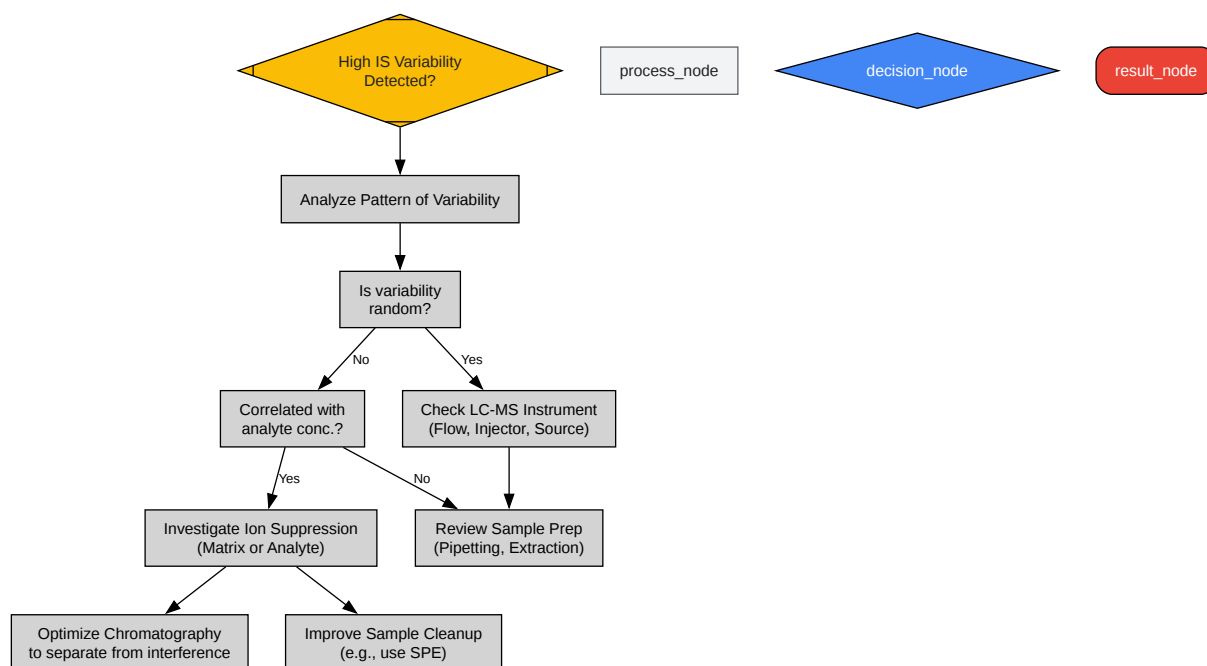 High IS Variability
Detected?
process_node
decision_node
result_node
Analyze Pattern of Variability
Is variability
random?
No
Yes
Correlated with
analyte conc.?
Check LC-MS Instrument
(Flow, Injector, Source)
Yes
No
Investigate Ion Suppression
(Matrix or Analyte)
Review Sample Prep
(Pipetting, Extraction)
Optimize Chromatography
to separate from interference
Improve Sample Cleanup
(e.g., use SPE)